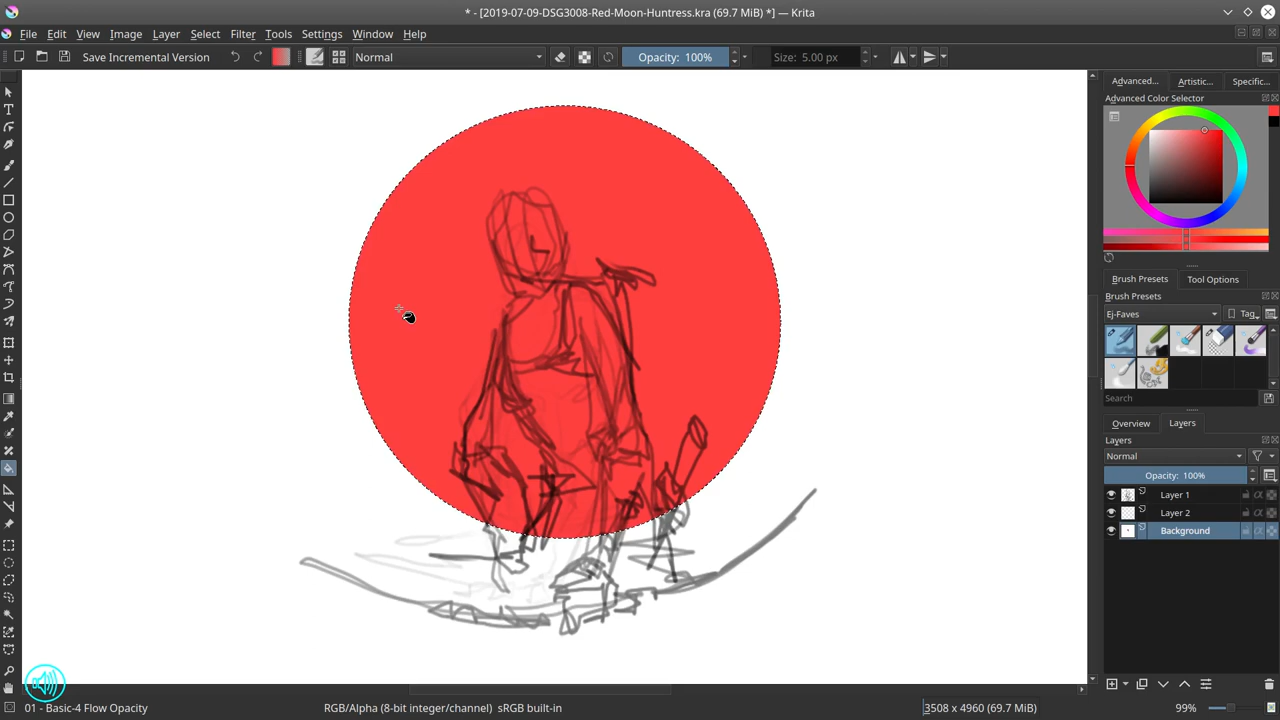 * - [2019-07-09-DSG3008-Red-Moon-Huntress.kra (69.7 MiB) *] — Krita
File Edit View Image Layer Select Filter Tools Settings Window Help
Save Incremental Version Normal Opacity: 100% Size: 5.00 px
Advanced... Artistic... Specific...
Advanced Color Selector
Brush Presets Tool Options
Brush Presets
Ej-Faves Tag
Search
Overview Layers
Layers
Normal
Opacity: 100%
Layer 1
Layer 2
Background
01 - Basic-4 Flow Opacity RGB/Alpha (8-bit integer/channel) sRGB built-in 3508 x 4960 (69.7 MiB) 99%